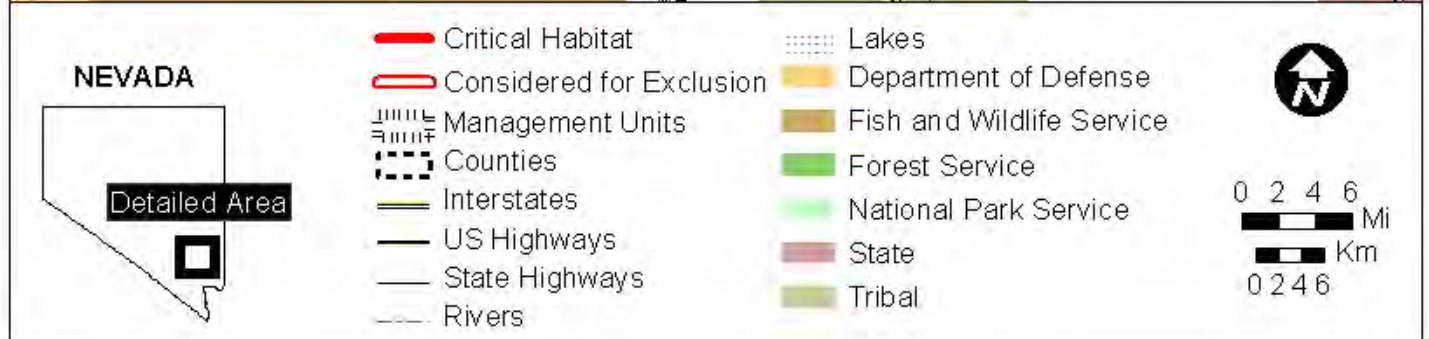 NEVADA
Detailed Area
Critical Habitat
Considered for Exclusion
Management Units
Counties
Interstates
US Highways
State Highways
Rivers
Lakes
Department of Defense
Fish and Wildlife Service
Forest Service
National Park Service
State
Tribal
N
0 2 4 6
Mi
Km
0 2 4 6